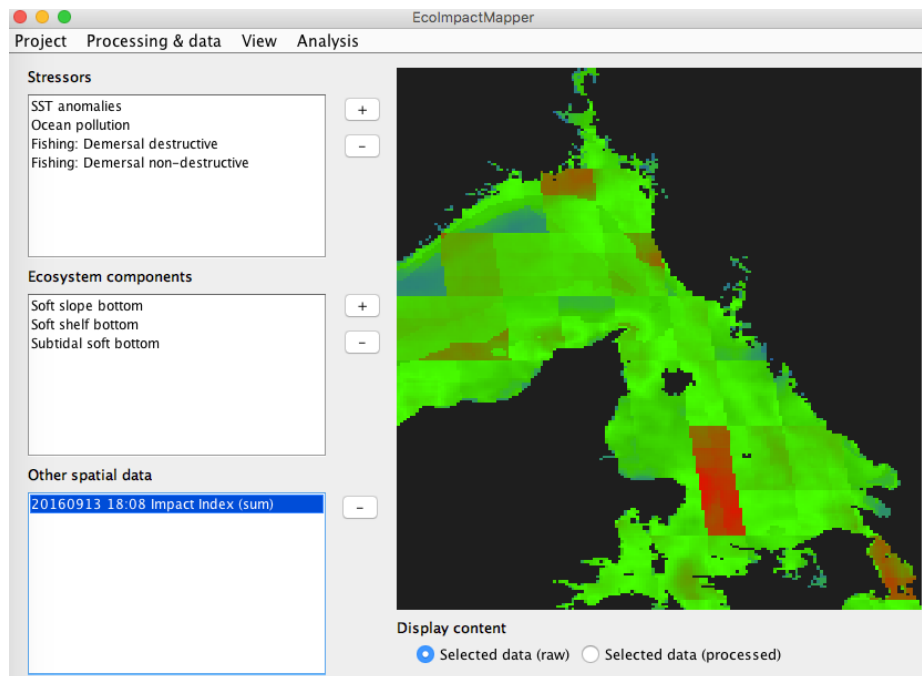 EcoImpactMapper
Project Processing & data View Analysis
Stressors
SST anomalies
Ocean pollution
Fishing: Demersal destructive
Fishing: Demersal non-destructive
+
-
Ecosystem components
Soft slope bottom
Soft shelf bottom
Subtidal soft bottom
+
-
Other spatial data
20160913 18:08 Impact Index (sum)
-
Display content
Selected data (raw) Selected data (processed)